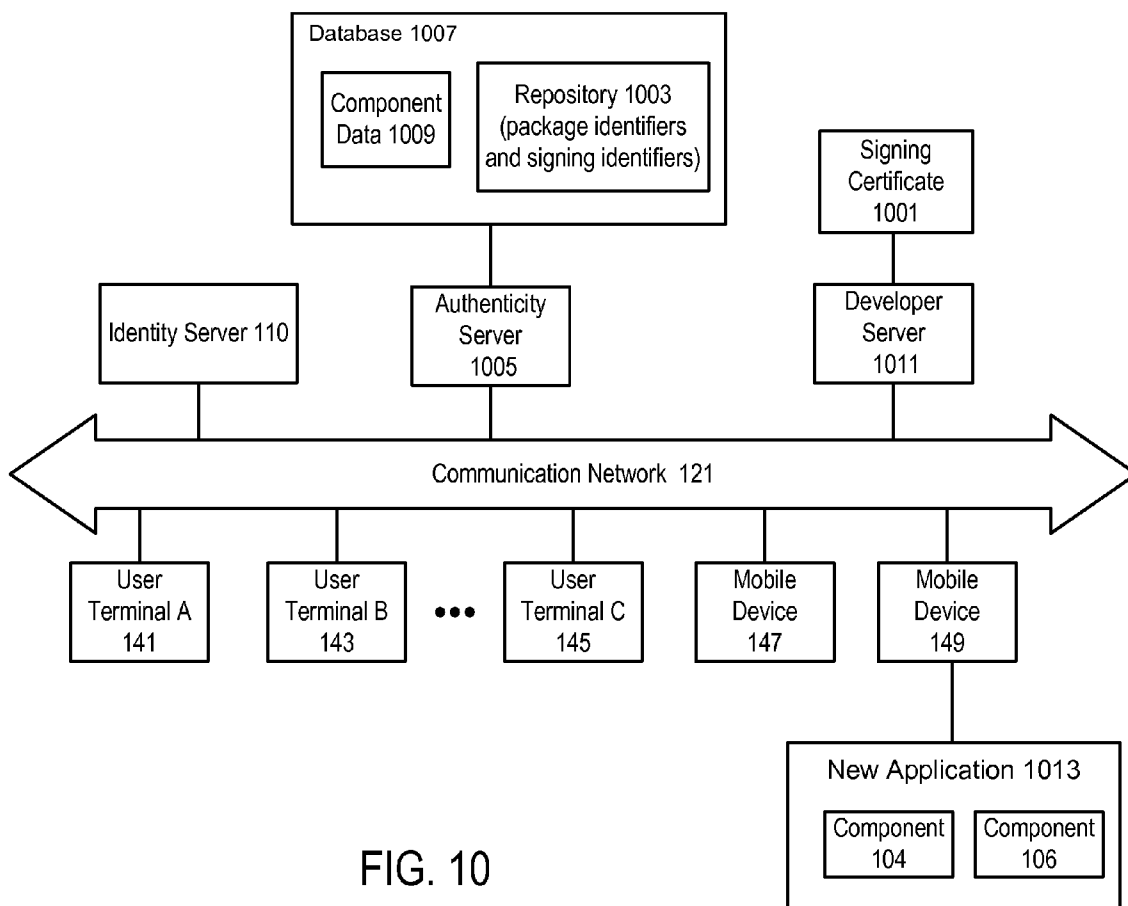 Database 1007
Component
Data 1009
Repository 1003
(package identifiers
and signing identifiers)
Signing
Certificate
1001
Identity Server 110
Authenticity
Server
1005
Developer
Server
1011
Communication Network 121
User
Terminal A
141
User
Terminal B
143
•••
User
Terminal C
145
Mobile
Device
147
Mobile
Device
149
New Application 1013
Component
104
Component
106
FIG. 10